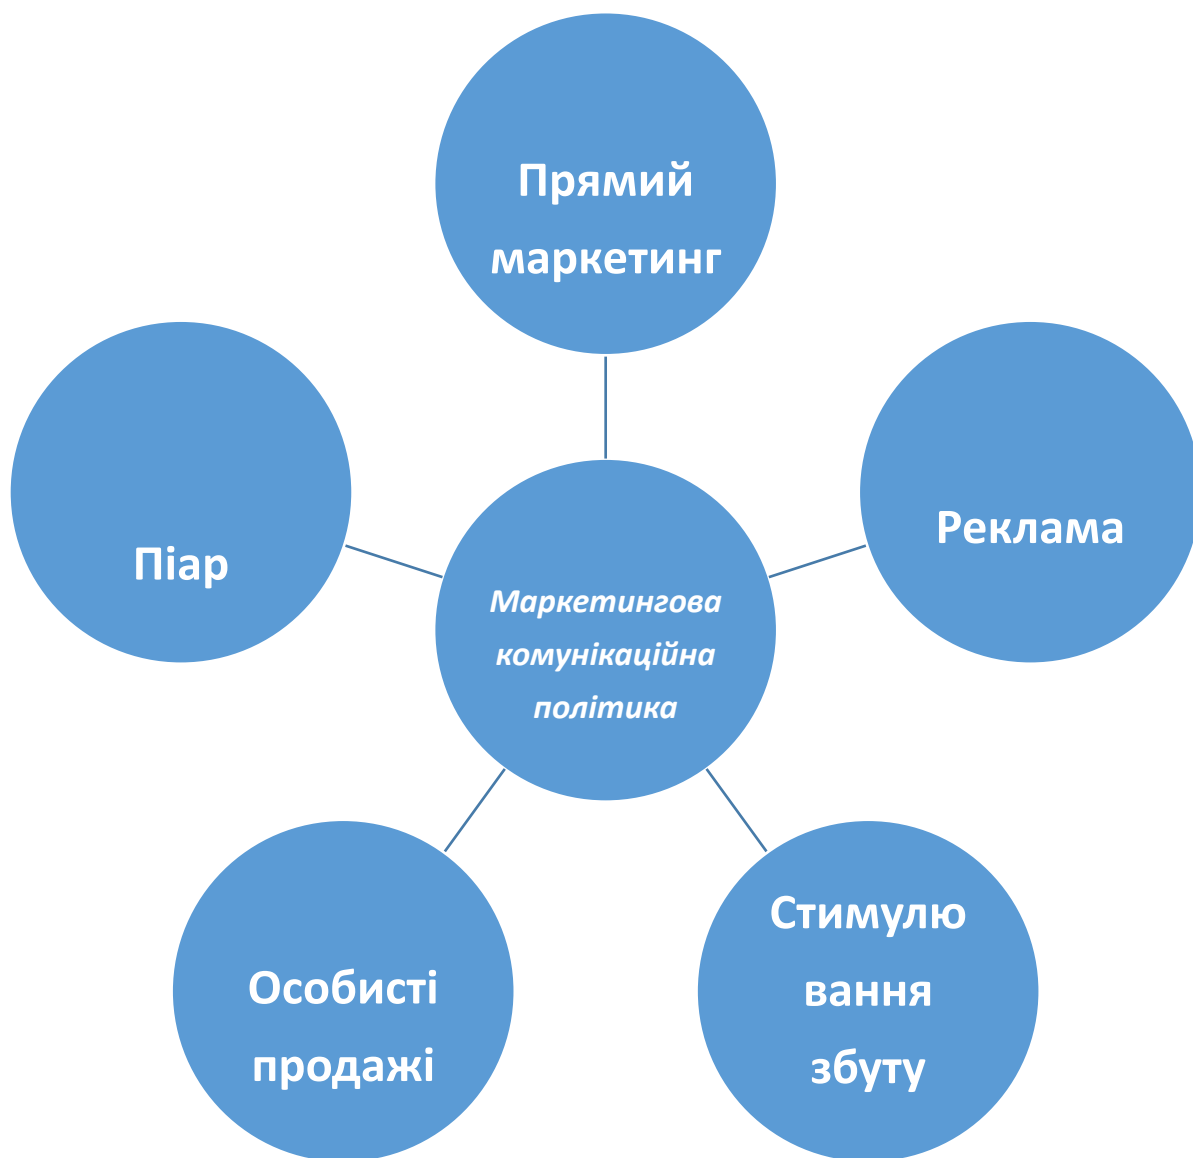 Прямий
маркетинг
Реклама
Піар
Маркетингова
комунікаційна
політика
Стимулю
вання
збуту
Особисті
продажі